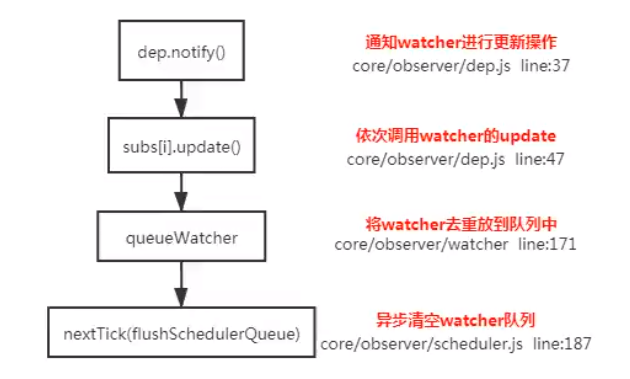 dep.notify()
通知watcher进行更新操作
core/observer/dep.js line:37
subs[i].update()
依次调用watcher的update
core/observer/dep.js line:47
queueWatcher
将watcher去重放到队列中
core/observer/watcher line:171
nextTick(flushSchedulerQueue)
异步清空watcher队列
core/observer/scheduler.js line:187